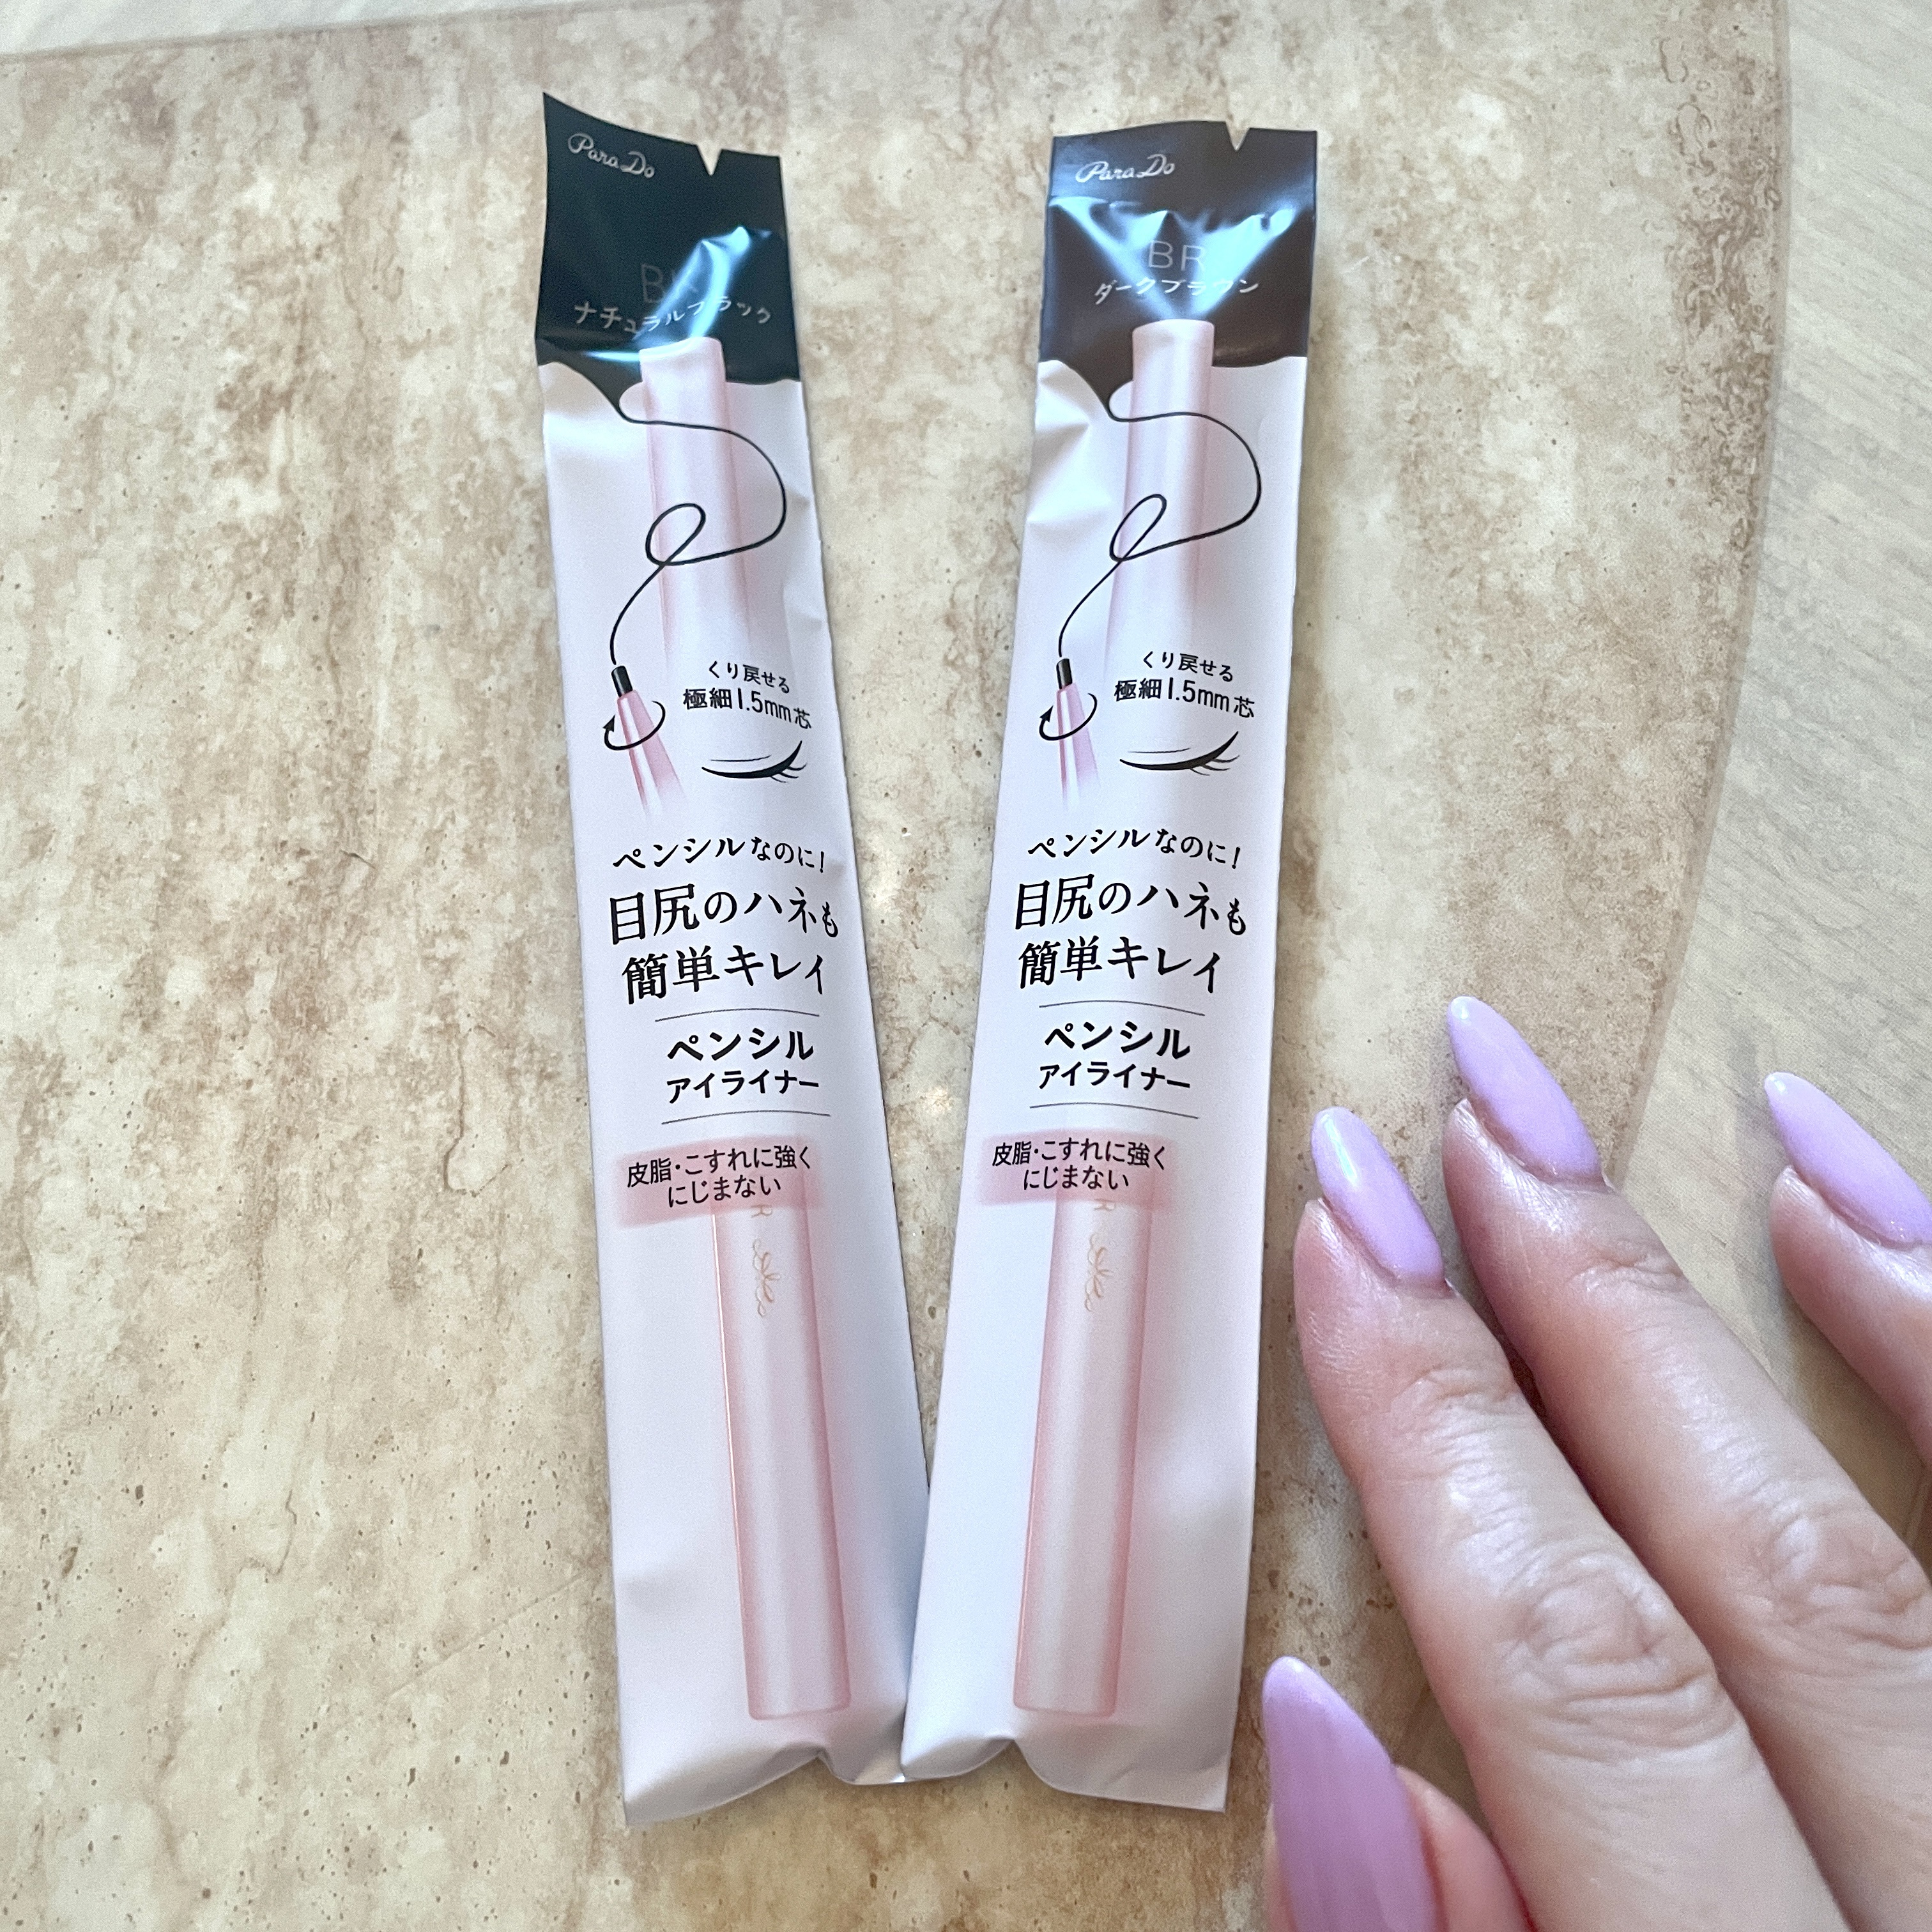 ParaDo
BK
ナチュラルブラック
くり戻せる
極細1.5mm芯
ペンシルなのに!
目尻のハネも
簡単キレイ
ペンシル
アイライナー
皮脂・こすれに強く
にじまない
ParaDo
BR
ダークブラウン
くり戻せる
極細1.5mm芯
ペンシルなのに!
目尻のハネも
簡単キレイ
ペンシル
アイライナー
皮脂・こすれに強く
にじまない